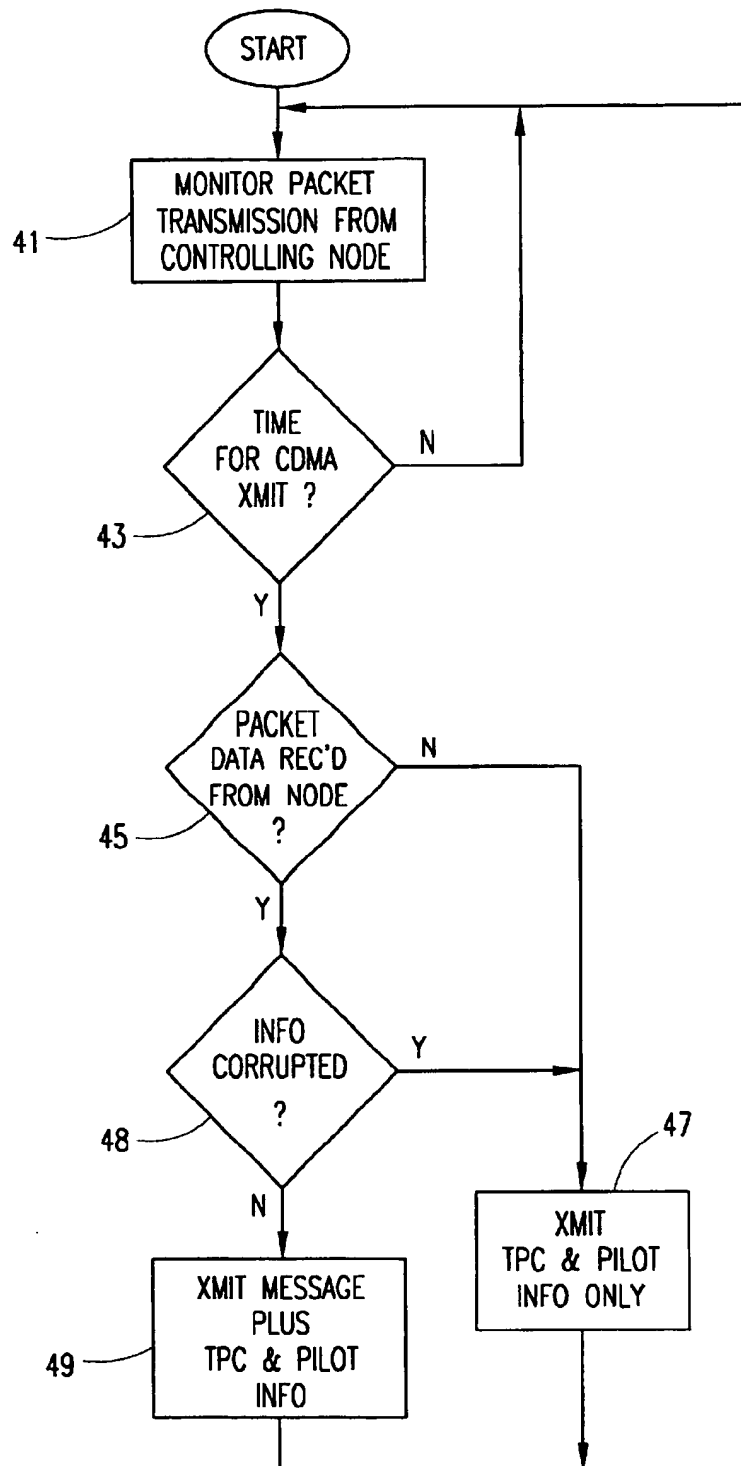 START
MONITOR PACKET
TRANSMISSION FROM
CONTROLLING NODE
41
TIME
FOR CDMA
XMIT ?
N
43
Y
PACKET
DATA REC'D
FROM NODE
?
N
45
Y
INFO
CORRUPTED
?
Y
48
47
N
XMIT
TPC & PILOT
INFO ONLY
XMIT MESSAGE
PLUS
TPC & PILOT
INFO
49